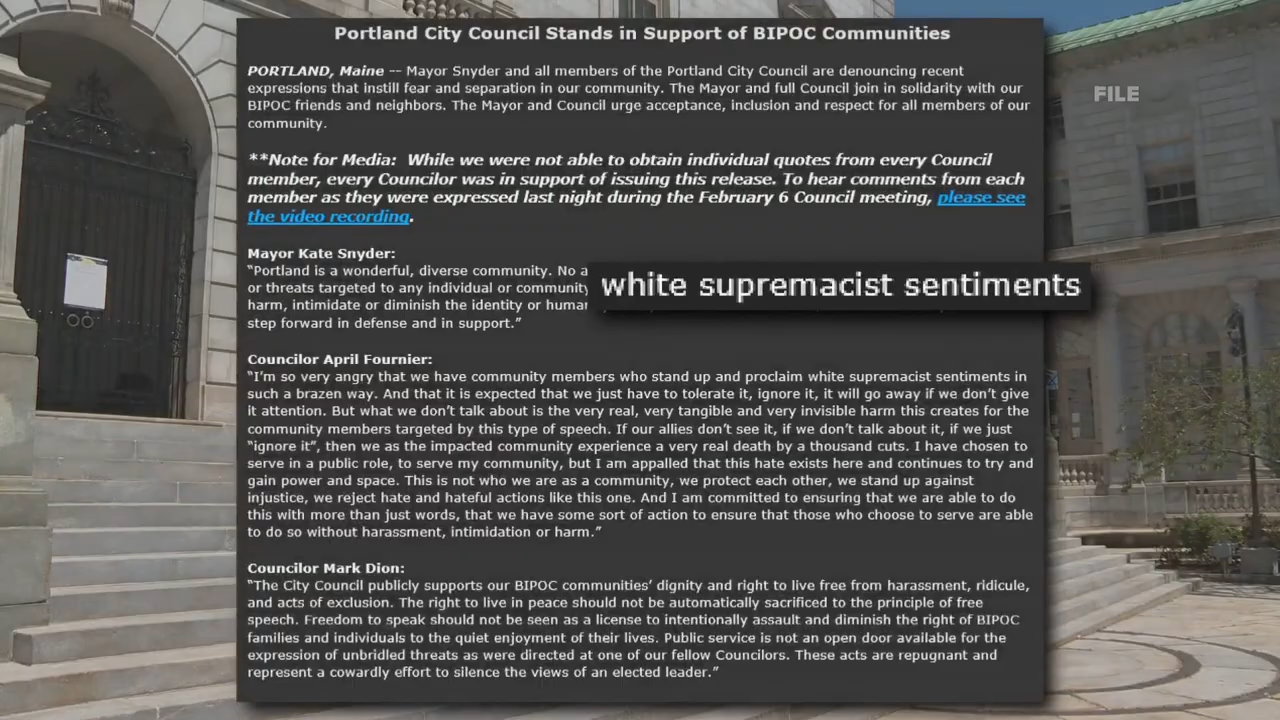 Portland City Council Stands in Support of BIPOC Communities
FILE
PORTLAND, Maine -- Mayor Snyder and all members of the Portland City Council are denouncing recent
expressions that instill fear and separation in our community. The Mayor and full Council join in solidarity with our
BIPOC friends and neighbors. The Mayor and Council urge acceptance, inclusion and respect for all members of our
community.
**Note for Media: While we were not able to obtain individual quotes from every Council
member, every Councilor was in support of issuing this release. To hear comments from each
member as they were expressed last night during the February 6 Council meeting, please see
the video recording.
Mayor Kate Snyder:
"Portland is a wonderful, diverse community. No a
or threats targeted to any individual or community
harm, intimidate or diminish the identity or human
step forward in defense and in support."
white supremacist sentiments
Councilor April Fournier:
"I'm so very angry that we have community members who stand up and proclaim white supremacist sentiments in
such a brazen way. And that it is expected that we just have to tolerate it, ignore it, it will go away if we don't give
it attention. But what we don't talk about is the very real, very tangible and very invisible harm this creates for the
community members targeted by this type of speech. If our allies don't see it, if we don't talk about it, if we just
"ignore it", then we as the impacted community experience a very real death by a thousand cuts. I have chosen to
serve in a public role, to serve my community, but I am appalled that this hate exists here and continues to try and
gain power and space. This is not who we are as a community, we protect each other, we stand up against
injustice, we reject hate and hateful actions like this one. And I am committed to ensuring that we are able to do
this with more than just words, that we have some sort of action to ensure that those who choose to serve are able
to do so without harassment, intimidation or harm."
Councilor Mark Dion:
"The City Council publicly supports our BIPOC communities' dignity and right to live free from harassment, ridicule,
and acts of exclusion. The right to live in peace should not be automatically sacrificed to the principle of free
speech. Freedom to speak should not be seen as a license to intentionally assault and diminish the right of BIPOC
families and individuals to the quiet enjoyment of their lives. Public service is not an open door available for the
expression of unbridled threats as were directed at one of our fellow Councilors. These acts are repugnant and
represent a cowardly effort to silence the views of an elected leader."